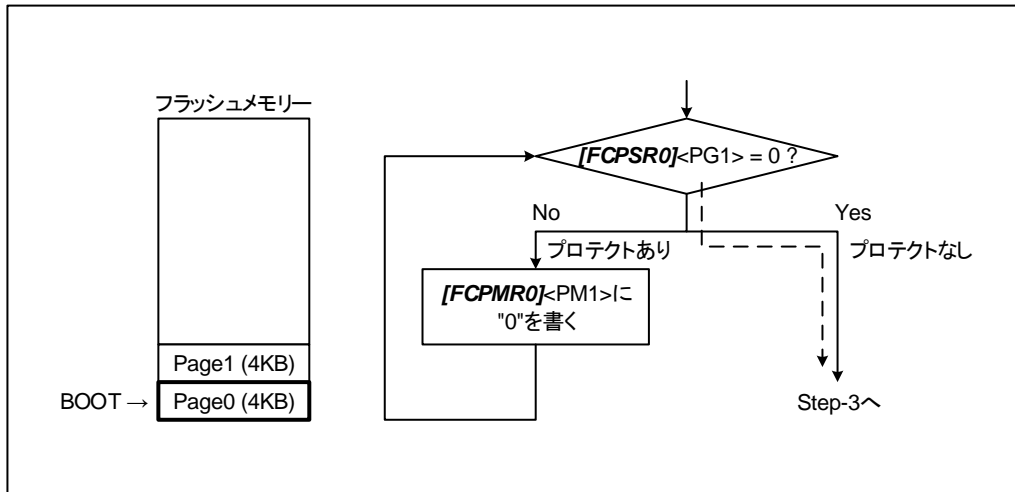 フラッシュメモリー
Page1 (4KB)
BOOT → Page0 (4KB)
[FCPSR0]<PG1> = 0 ?
No
Yes
プロテクトあり
プロテクトなし
[FCPMR0]<PM1>に
"0"を書く
Step-3へ